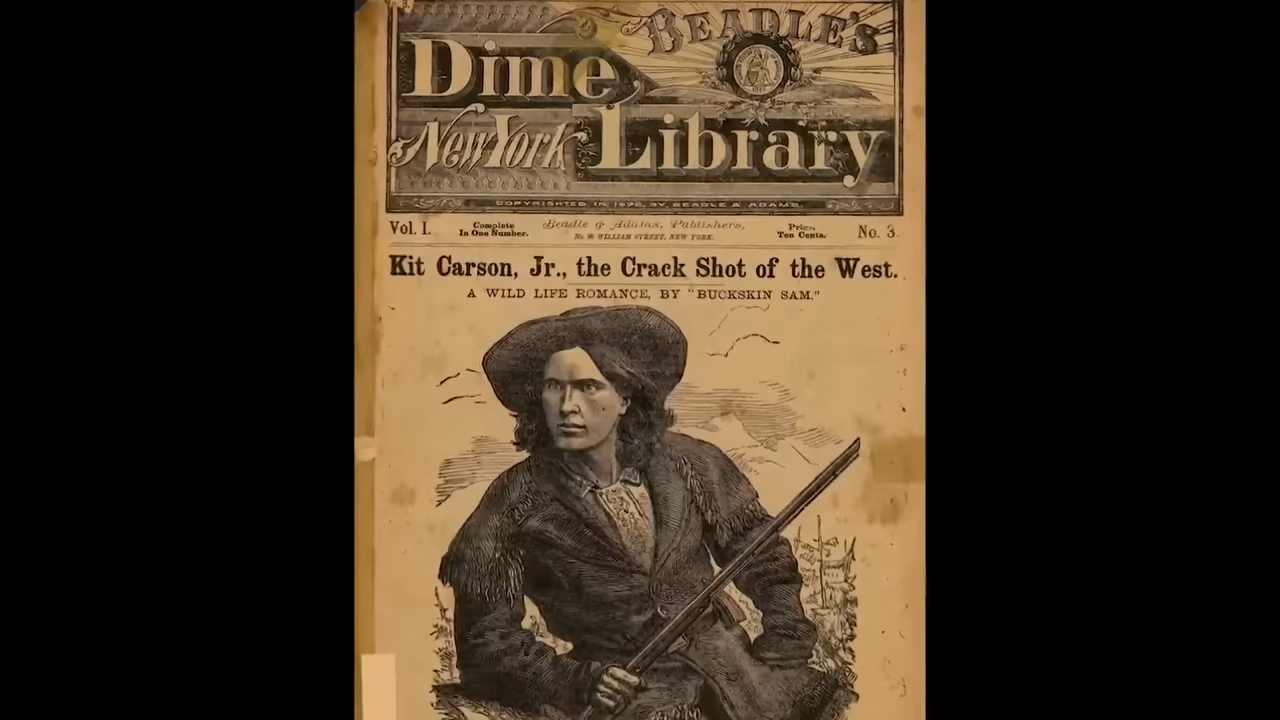 BEADLE'S
Dime
New York Library
COPYRIGHTED IN 1878, BY BEADLE & ADAMS.
Vol. I.
Complete
In One Number.
Beadle & Adams, Publishers,
WILLIAM STREET, NEW YORK.
Price,
Ten Cents.
No. 3.
Kit Carson, Jr., the Crack Shot of the West.
A WILD LIFE ROMANCE, BY "BUCKSKIN SAM."